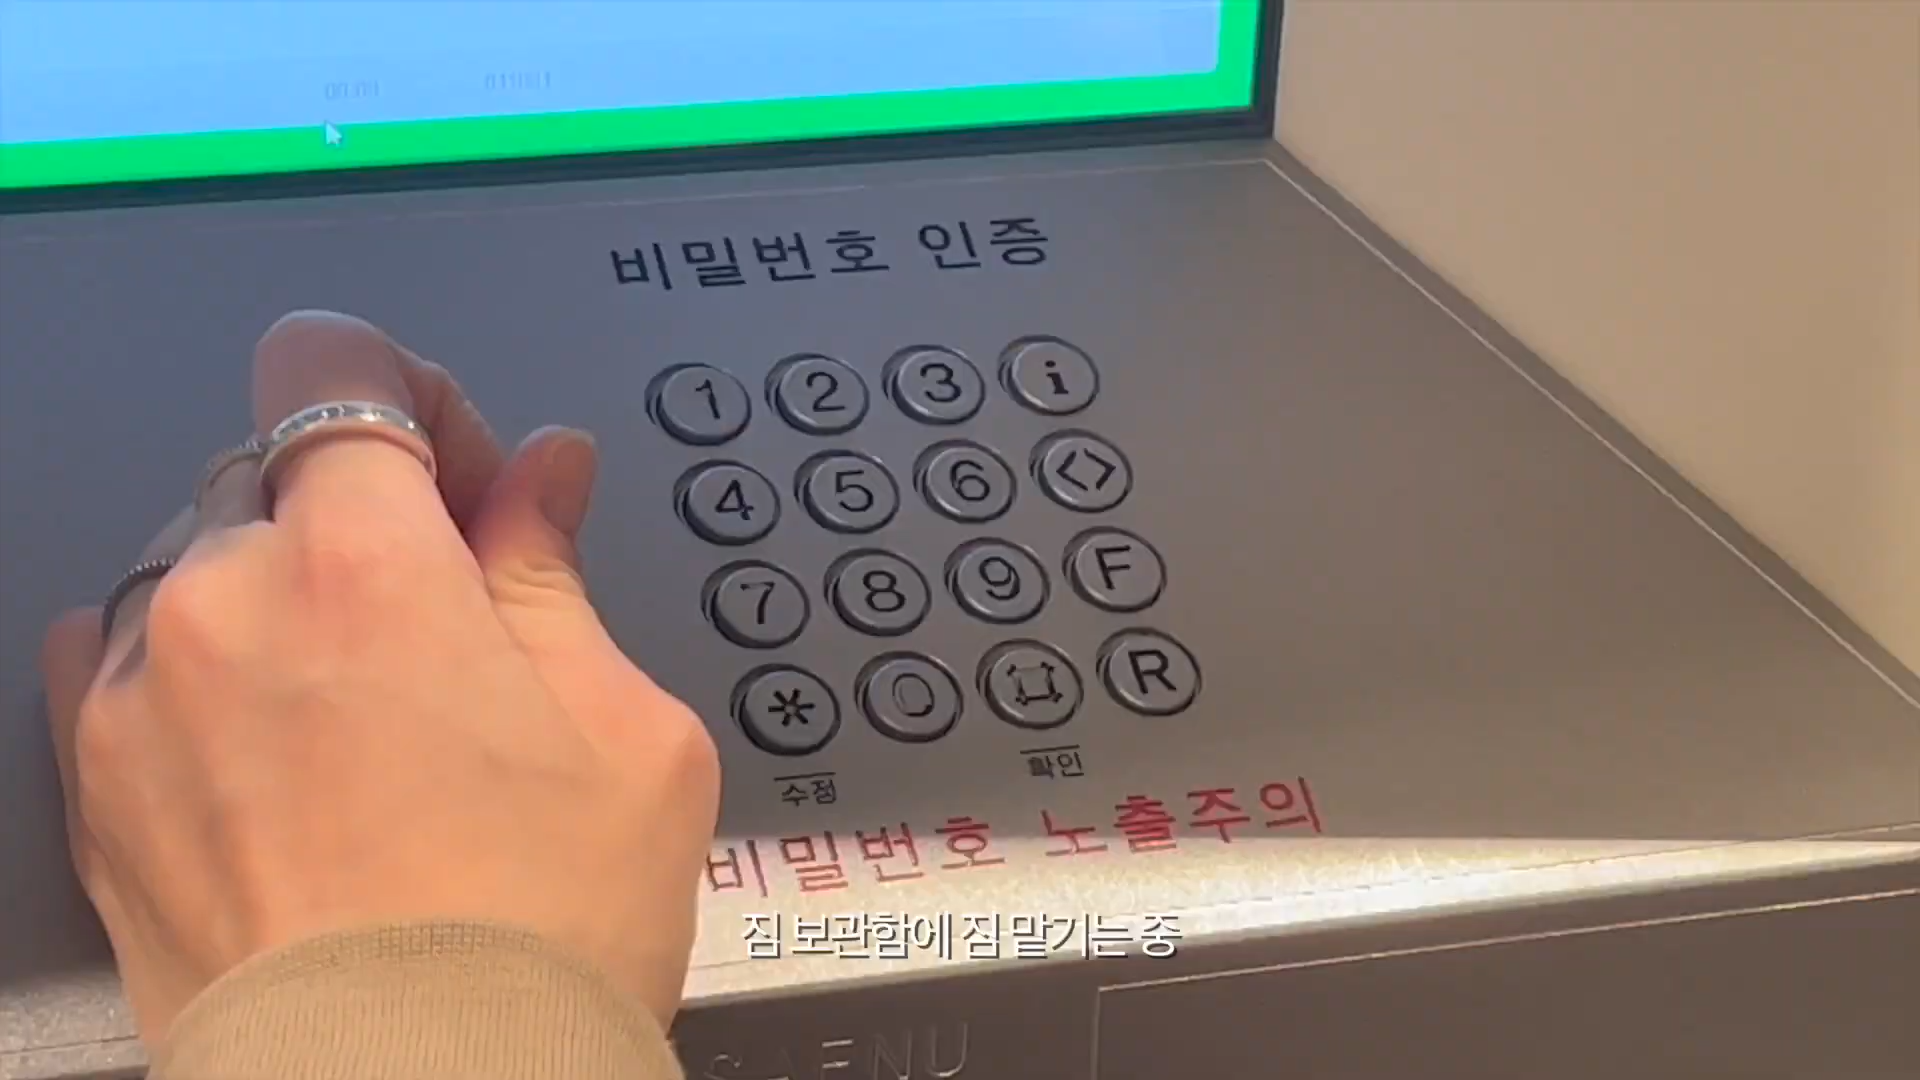 비밀번호 인증
1 2 3 i
4 5 6 <>
7 8 9 F
* 0 ⌑ R
수정 확인
비밀번호 노출주의
짐 보관함에 짐 맡기는 중